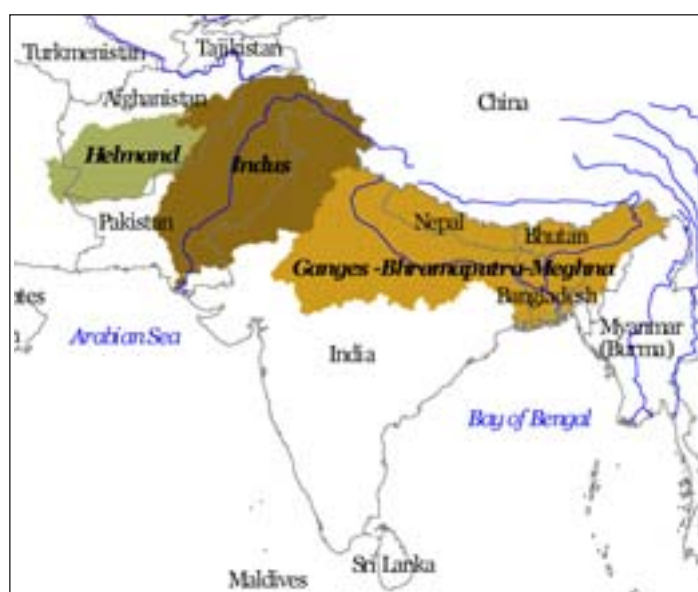 Turkmenistan
Tajikistan
Afghanistan
China
Helmand
Indus
Pakistan
Nepal
Bhutan
Ganges -Bhramaputra-Meghna
Bangladesh
Arabian Sea
India
Myanmar
(Burma)
Bay of Bengal
Sri Lanka
Maldives